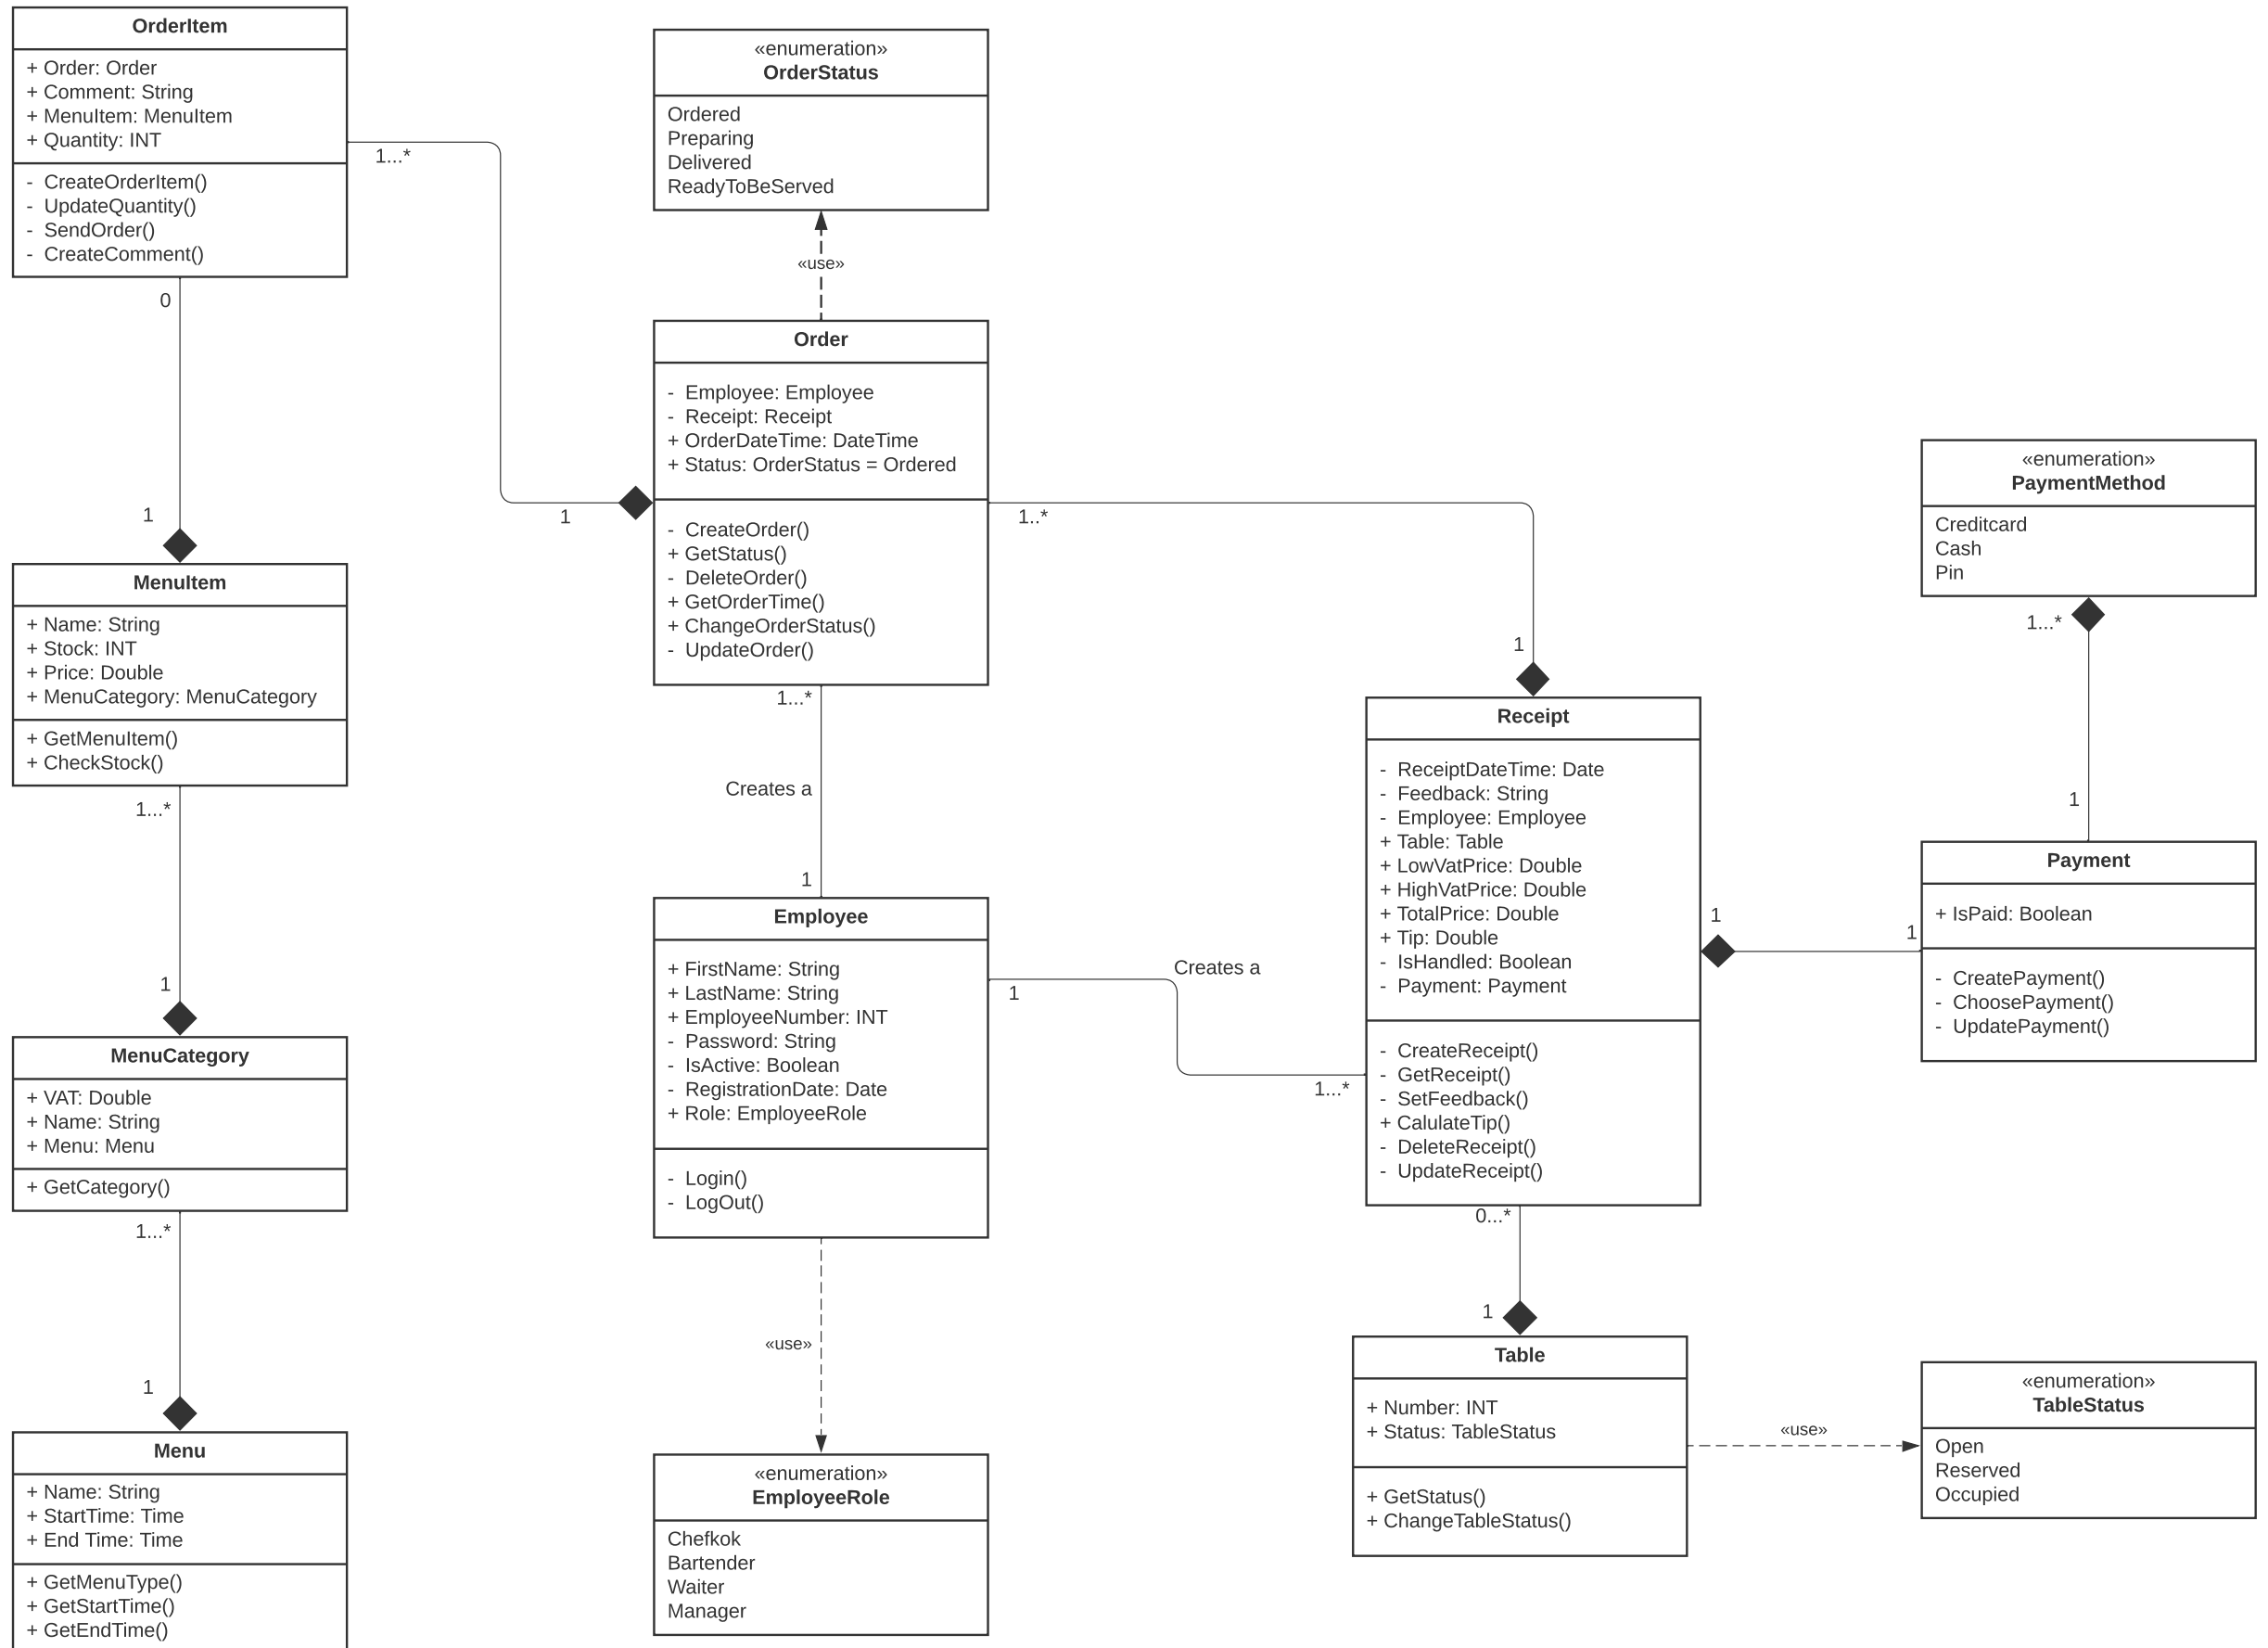 OrderItem
+ Order: Order
+ Comment: String
+ MenuItem: MenuItem
+ Quantity: INT
- CreateOrderItem()
- UpdateQuantity()
- SendOrder()
- CreateComment()
1...*
1
0
1
«enumeration»
OrderStatus
Ordered
Preparing
Delivered
ReadyToBeServed
«use»
Order
- Employee: Employee
- Receipt: Receipt
+ OrderDateTime: DateTime
+ Status: OrderStatus = Ordered
- CreateOrder()
+ GetStatus()
- DeleteOrder()
+ GetOrderTime()
+ ChangeOrderStatus()
- UpdateOrder()
1..*
1
1...*
Creates a
1
MenuItem
+ Name: String
+ Stock: INT
+ Price: Double
+ MenuCategory: MenuCategory
+ GetMenuItem()
+ CheckStock()
1...*
1
MenuCategory
+ VAT: Double
+ Name: String
+ Menu: Menu
+ GetCategory()
1...*
1
Menu
+ Name: String
+ StartTime: Time
+ End Time: Time
+ GetMenuType()
+ GetStartTime()
+ GetEndTime()
Employee
+ FirstName: String
+ LastName: String
+ EmployeeNumber: INT
- Password: String
- IsActive: Boolean
- RegistrationDate: Date
+ Role: EmployeeRole
- Login()
- LogOut()
1
Creates a
1...*
«use»
«enumeration»
EmployeeRole
Chefkok
Bartender
Waiter
Manager
Receipt
- ReceiptDateTime: Date
- Feedback: String
- Employee: Employee
+ Table: Table
+ LowVatPrice: Double
+ HighVatPrice: Double
+ TotalPrice: Double
+ Tip: Double
- IsHandled: Boolean
- Payment: Payment
- CreateReceipt()
- GetReceipt()
- SetFeedback()
+ CalulateTip()
- DeleteReceipt()
- UpdateReceipt()
1
1
0...*
1
«enumeration»
PaymentMethod
Creditcard
Cash
Pin
1...*
1
Payment
+ IsPaid: Boolean
- CreatePayment()
- ChoosePayment()
- UpdatePayment()
Table
+ Number: INT
+ Status: TableStatus
+ GetStatus()
+ ChangeTableStatus()
«use»
«enumeration»
TableStatus
Open
Reserved
Occupied